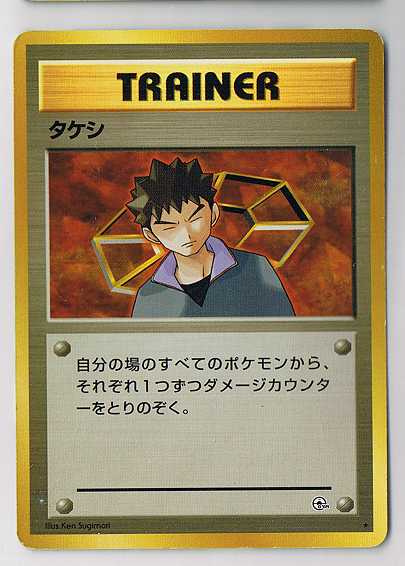 TRAINER
タケシ
自分の場のすべてのポケモンから、
それぞれ1つずつダメージカウンタ
ーをとりのぞく。
Illus.Ken Sugimori